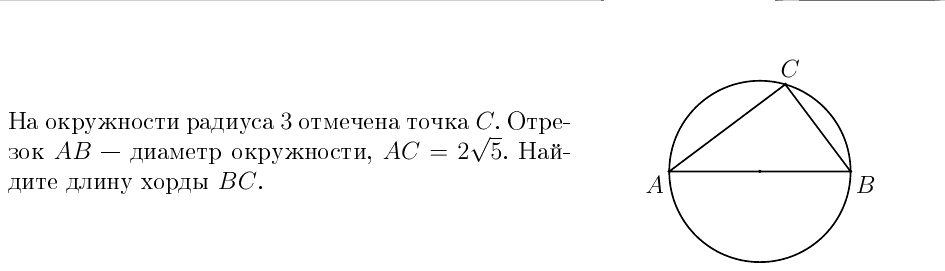 На окружности радиуса 3 отмечена точка C. Отре-
зок AB — диаметр окружности, AC = 2√5. Най-
дите длину хорды BC.
C
A
B